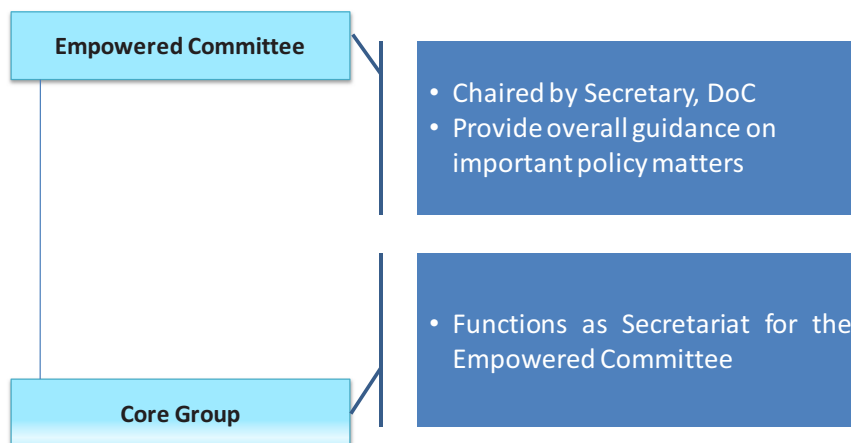 Empowered Committee
• Chaired by Secretary, DoC
• Provide overall guidance on
important policy matters
• Functions as Secretariat for the
Empowered Committee
Core Group